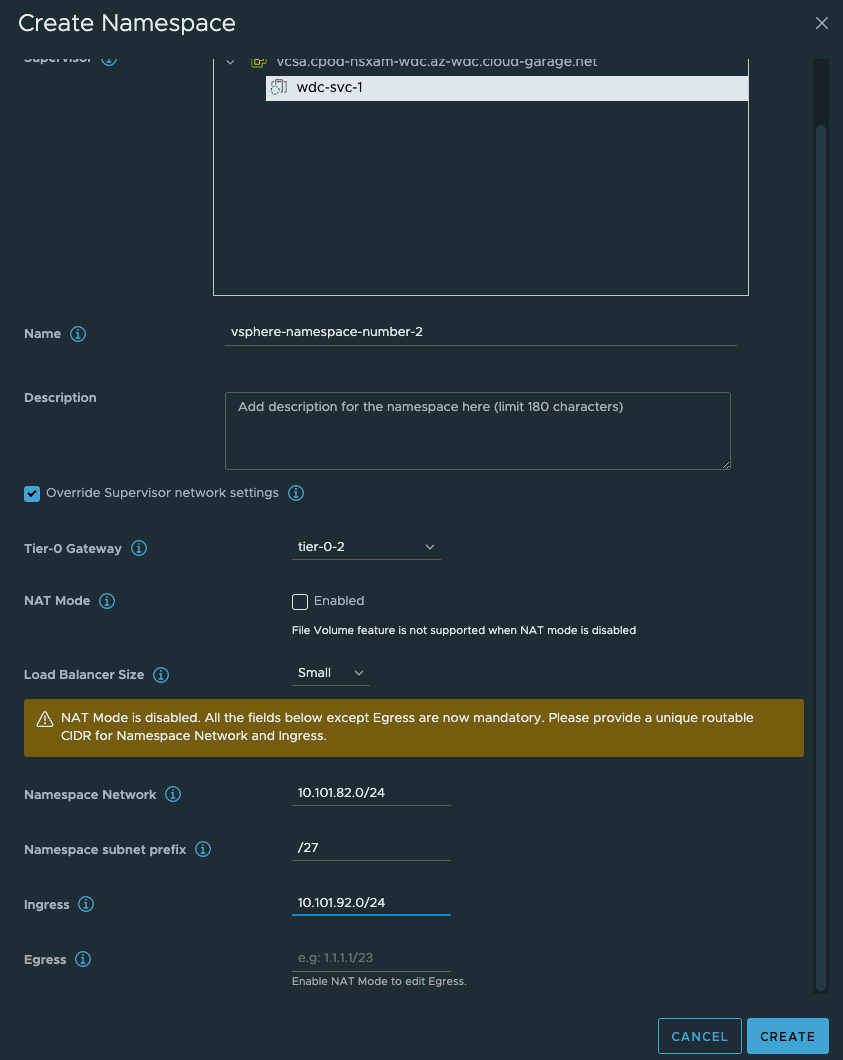 Create Namespace
Supervisor
vcsa.cpod-nsxam-wdc.az-wdc.cloud-garage.net
wdc-svc-1
Name
vsphere-namespace-number-2
Description
Add description for the namespace here (limit 180 characters)
Override Supervisor network settings
Tier-0 Gateway
tier-0-2
NAT Mode
Enabled
File Volume feature is not supported when NAT mode is disabled
Load Balancer Size
Small
NAT Mode is disabled. All the fields below except Egress are now mandatory. Please provide a unique routable
CIDR for Namespace Network and Ingress.
Namespace Network
10.101.82.0/24
Namespace subnet prefix
/27
Ingress
10.101.92.0/24
Egress
e.g: 1.1.1.1/23
Enable NAT Mode to edit Egress.
CANCEL
CREATE